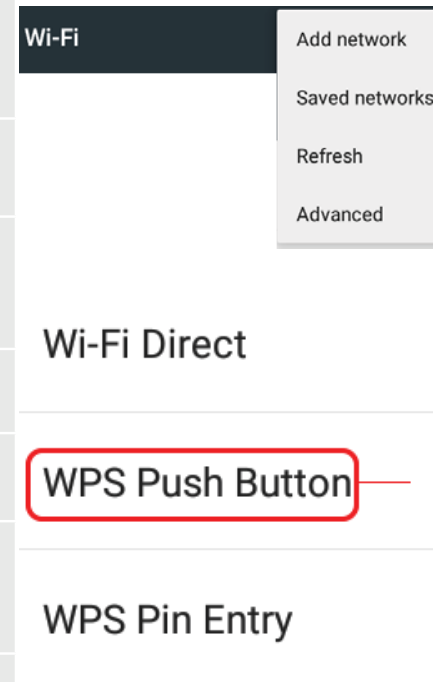 Wi-Fi
Add network
Saved networks
Refresh
Advanced
Wi-Fi Direct
WPS Push Button
WPS Pin Entry